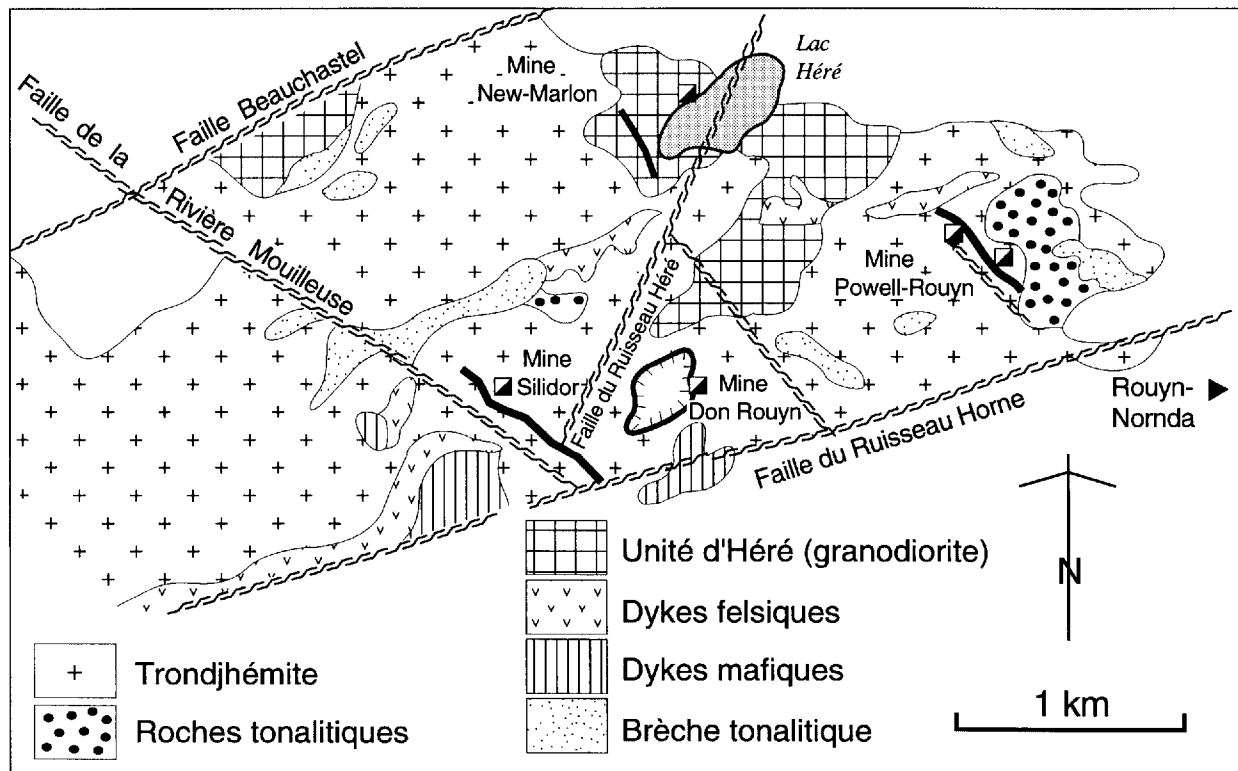 Lac
Héré
Mine
New-Marlon
Faille Beauchastel
Faille de la
Rivière Mouilleuse
Mine
Powell-Rouyn
Faille du Ruisseau Héré
Mine
Silidor
Mine
Don Rouyn
Faille du Ruisseau Horne
Rouyn-
Nornda
N
Unité d'Héré (granodiorite)
Dykes felsiques
Dykes mafiques
Brèche tonalitique
Trondjhémite
Roches tonalitiques
1 km